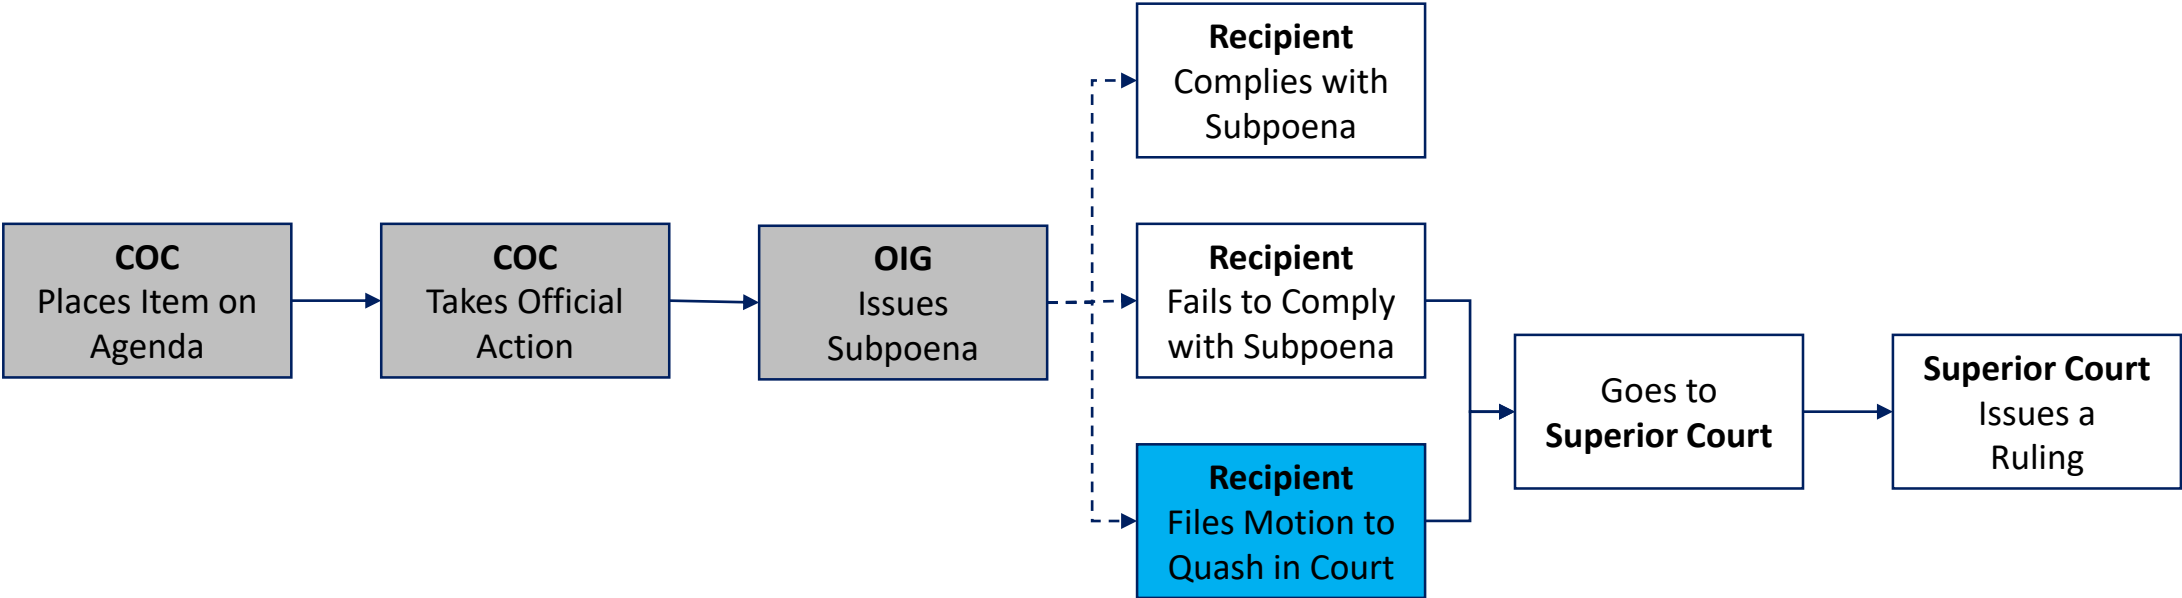 COC
Places Item on
Agenda
COC
Takes Official
Action
OIG
Issues
Subpoena
Recipient
Complies with
Subpoena
Recipient
Fails to Comply
with Subpoena
Recipient
Files Motion to
Quash in Court
Goes to
Superior Court
Superior Court
Issues a
Ruling